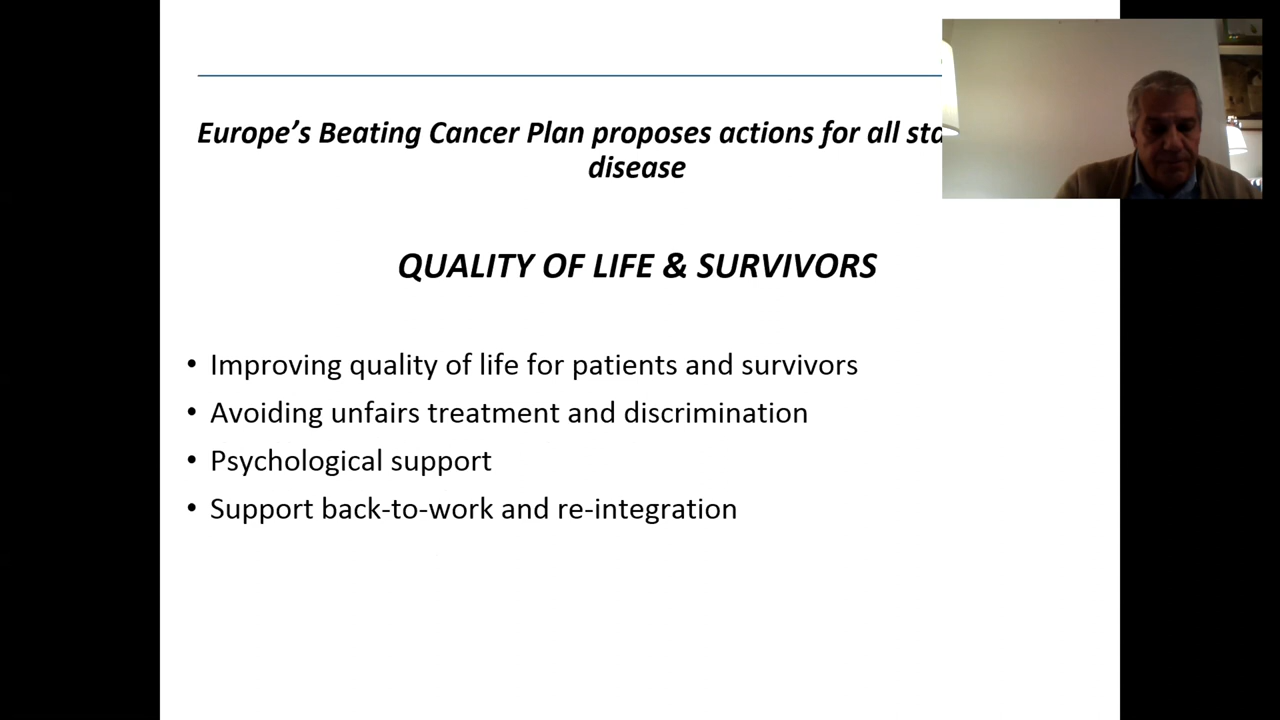 Europe's Beating Cancer Plan proposes actions for all
disease
QUALITY OF LIFE & SURVIVORS
• Improving quality of life for patients and survivors
• Avoiding unfairs treatment and discrimination
• Psychological support
• Support back-to-work and re-integration